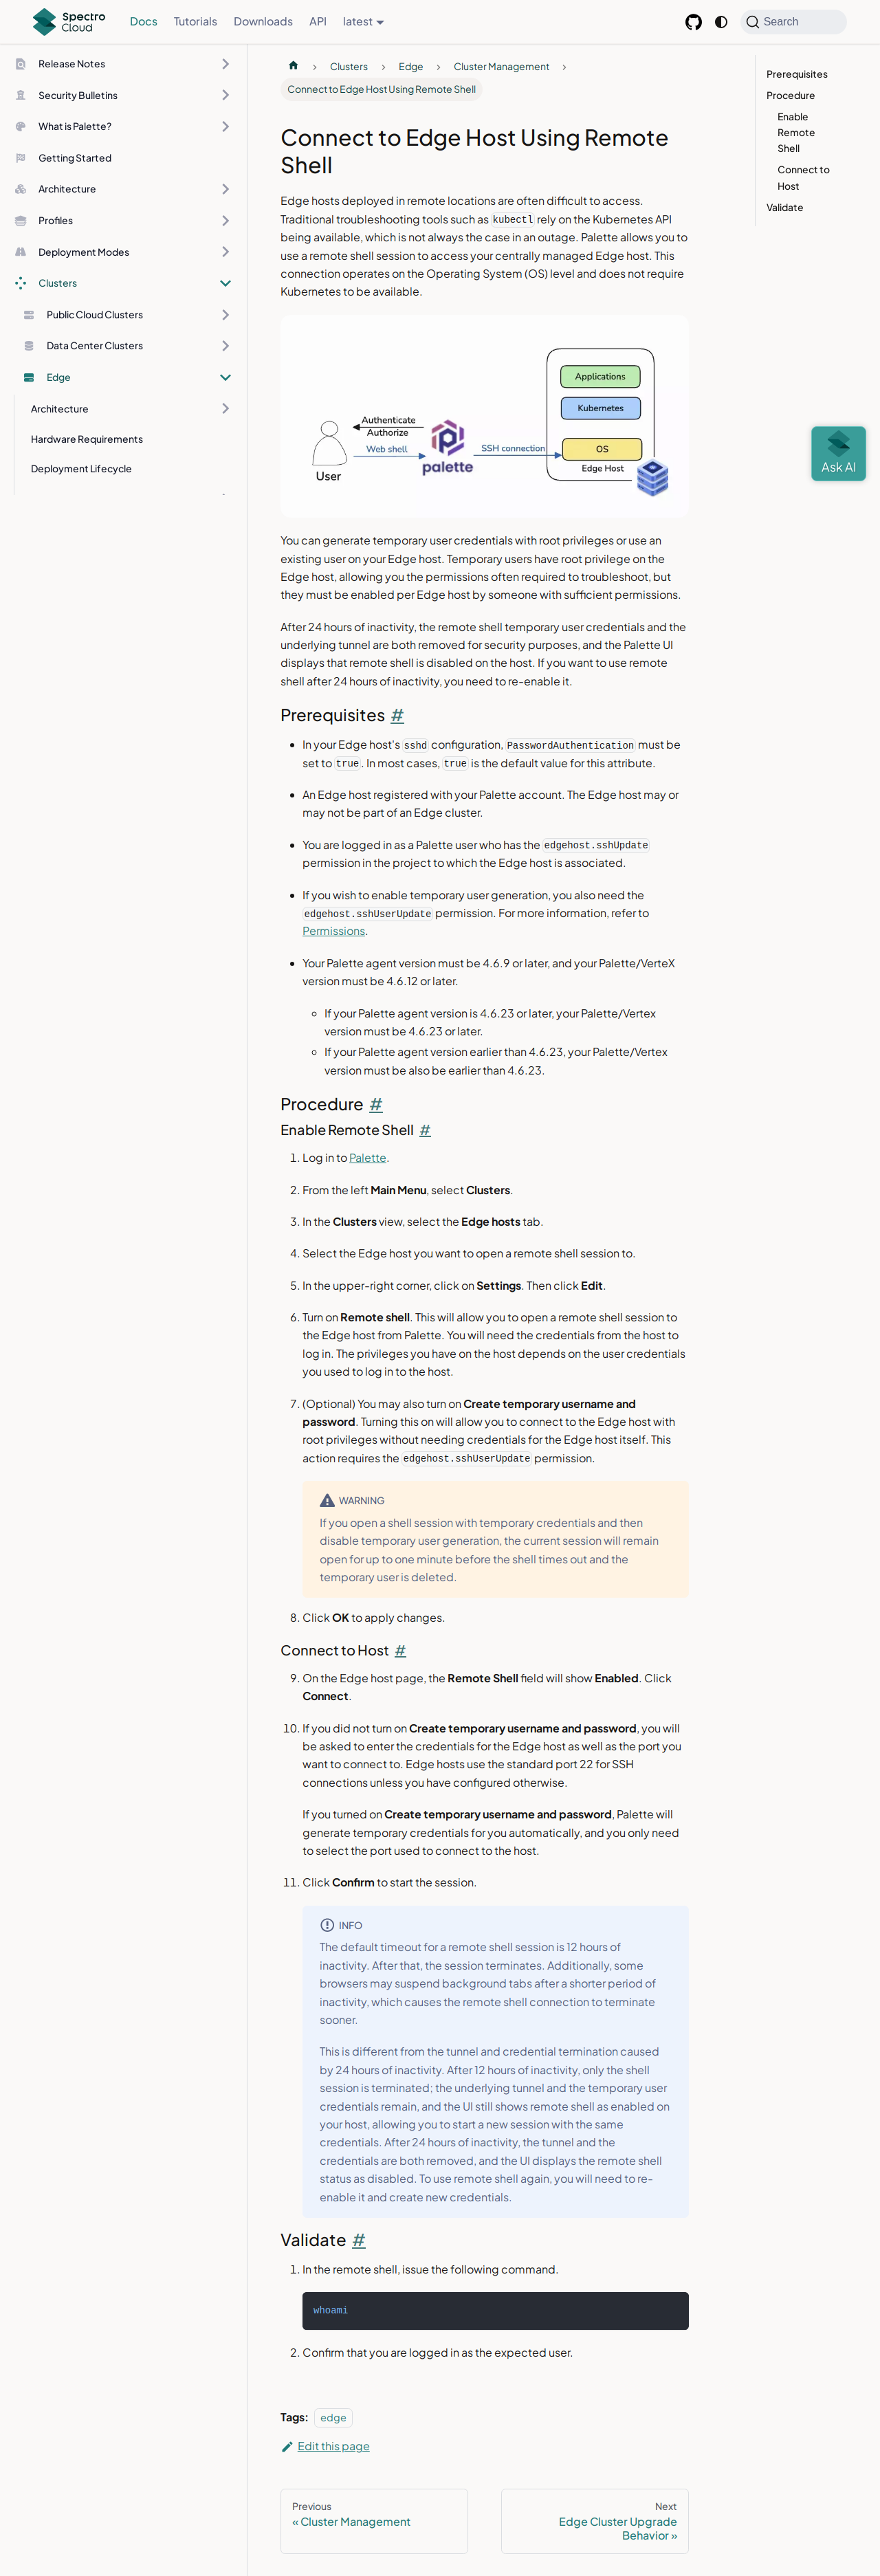 Spectro Cloud
Docs
Tutorials
Downloads
API
latest
Search
Release Notes
Security Bulletins
What is Palette?
Getting Started
Architecture
Profiles
Deployment Modes
Clusters
Public Cloud Clusters
Data Center Clusters
Edge
Architecture
Hardware Requirements
Deployment Lifecycle
Clusters
Edge
Cluster Management
Connect to Edge Host Using Remote Shell
Connect to Edge Host Using Remote
Shell
Edge hosts deployed in remote locations are often difficult to access.
Traditional troubleshooting tools such as kubectl rely on the Kubernetes API
being available, which is not always the case in an outage. Palette allows you to
use a remote shell session to access your centrally managed Edge host. This
connection operates on the Operating System (OS) level and does not require
Kubernetes to be available.
Applications
Kubernetes
OS
Edge Host
Authenticate
Authorize
Web shell
SSH connection
palette
User
You can generate temporary user credentials with root privileges or use an
existing user on your Edge host. Temporary users have root privilege on the
Edge host, allowing you the permissions often required to troubleshoot, but
they must be enabled per Edge host by someone with sufficient permissions.
After 24 hours of inactivity, the remote shell temporary user credentials and the
underlying tunnel are both removed for security purposes, and the Palette UI
displays that remote shell is disabled on the host. If you want to use remote
shell after 24 hours of inactivity, you need to re-enable it.
Prerequisites #
In your Edge host's sshd configuration, PasswordAuthentication must be
set to true. In most cases, true is the default value for this attribute.
An Edge host registered with your Palette account. The Edge host may or
may not be part of an Edge cluster.
You are logged in as a Palette user who has the edgehost.sshUpdate
permission in the project to which the Edge host is associated.
If you wish to enable temporary user generation, you also need the
edgehost.sshUserUpdate permission. For more information, refer to
Permissions.
Your Palette agent version must be 4.6.9 or later, and your Palette/VerteX
version must be 4.6.12 or later.
If your Palette agent version is 4.6.23 or later, your Palette/Vertex
version must be 4.6.23 or later.
If your Palette agent version earlier than 4.6.23, your Palette/Vertex
version must be also be earlier than 4.6.23.
Procedure #
Enable Remote Shell #
1. Log in to Palette.
2. From the left Main Menu, select Clusters.
3. In the Clusters view, select the Edge hosts tab.
4. Select the Edge host you want to open a remote shell session to.
5. In the upper-right corner, click on Settings. Then click Edit.
6. Turn on Remote shell. This will allow you to open a remote shell session to
the Edge host from Palette. You will need the credentials from the host to
log in. The privileges you have on the host depends on the user credentials
you used to log in to the host.
7. (Optional) You may also turn on Create temporary username and
password. Turning this on will allow you to connect to the Edge host with
root privileges without needing credentials for the Edge host itself. This
action requires the edgehost.sshUserUpdate permission.
WARNING
If you open a shell session with temporary credentials and then
disable temporary user generation, the current session will remain
open for up to one minute before the shell times out and the
temporary user is deleted.
8. Click OK to apply changes.
Connect to Host #
9. On the Edge host page, the Remote Shell field will show Enabled. Click
Connect.
10. If you did not turn on Create temporary username and password, you will
be asked to enter the credentials for the Edge host as well as the port you
want to connect to. Edge hosts use the standard port 22 for SSH
connections unless you have configured otherwise.
If you turned on Create temporary username and password, Palette will
generate temporary credentials for you automatically, and you only need
to select the port used to connect to the host.
11. Click Confirm to start the session.
INFO
The default timeout for a remote shell session is 12 hours of
inactivity. After that, the session terminates. Additionally, some
browsers may suspend background tabs after a shorter period of
inactivity, which causes the remote shell connection to terminate
sooner.
This is different from the tunnel and credential termination caused
by 24 hours of inactivity. After 12 hours of inactivity, only the shell
session is terminated; the underlying tunnel and the temporary user
credentials remain, and the UI still shows remote shell as enabled on
your host, allowing you to start a new session with the same
credentials. After 24 hours of inactivity, the tunnel and the
credentials are both removed, and the UI displays the remote shell
status as disabled. To use remote shell again, you will need to re-
enable it and create new credentials.
Validate #
1. In the remote shell, issue the following command.
whoami
2. Confirm that you are logged in as the expected user.
Tags: edge
Edit this page
Previous
« Cluster Management
Next
Edge Cluster Upgrade
Behavior »
Prerequisites
Procedure
Enable
Remote
Shell
Connect to
Host
Validate
Ask AI